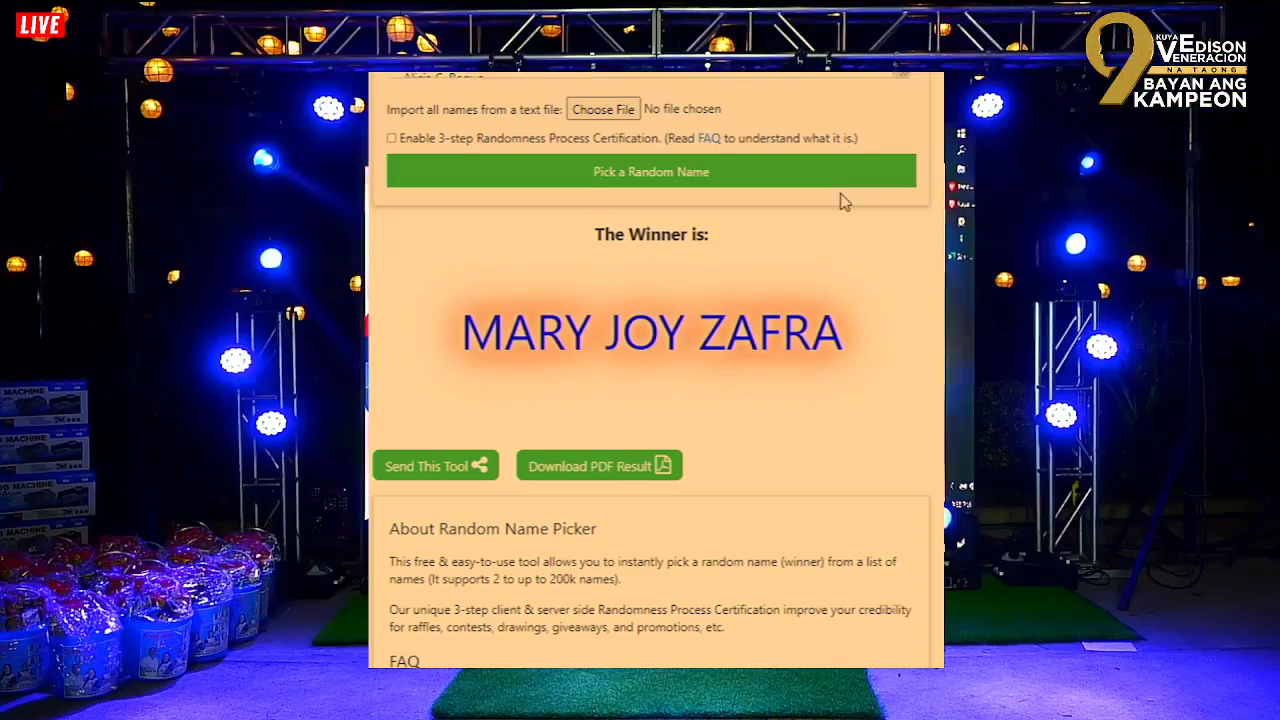 LIVE
KUYA
EDISON
VENERACION
NA TAONG
BAYAN ANG
KAMPEON
9
Import all names from a text file: Choose File No file chosen
Enable 3-step Randomness Process Certification. (Read FAQ to understand what it is.)
Pick a Random Name
The Winner is:
MARY JOY ZAFRA
Send This Tool
Download PDF Result
About Random Name Picker
This free & easy-to-use tool allows you to instantly pick a random name (winner) from a list of
names (It supports 2 to up to 200k names).
Our unique 3-step client & server side Randomness Process Certification improve your credibility
for raffles, contests, drawings, giveaways, and promotions, etc.
FAQ
MACHINE